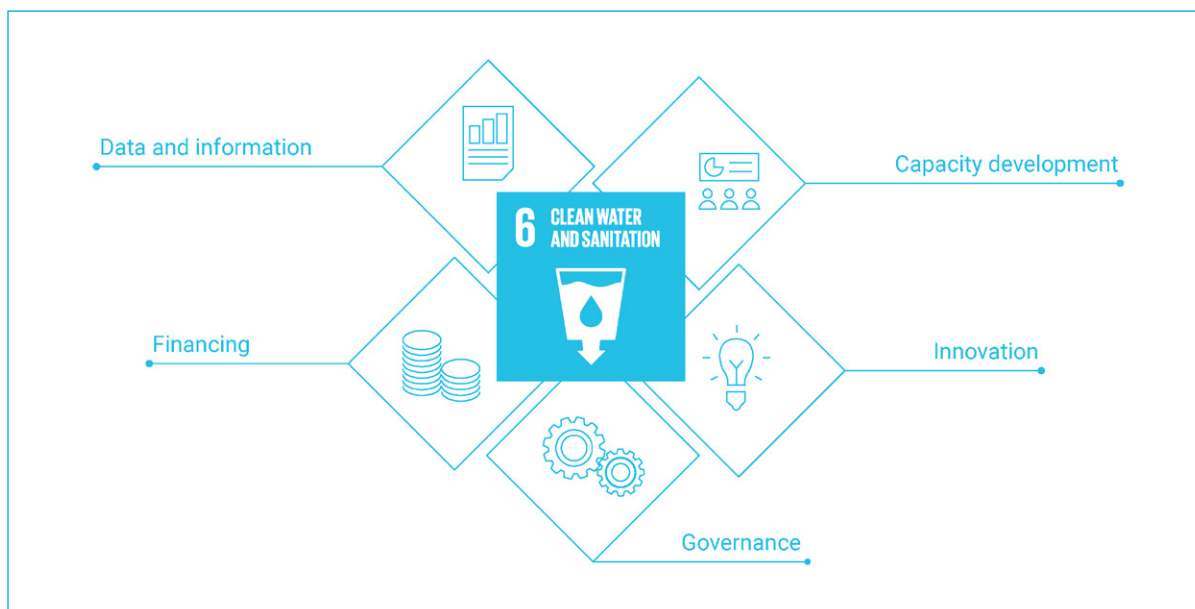 Data and information
Capacity development
6 CLEAN WATER
AND SANITATION
Financing
Innovation
Governance